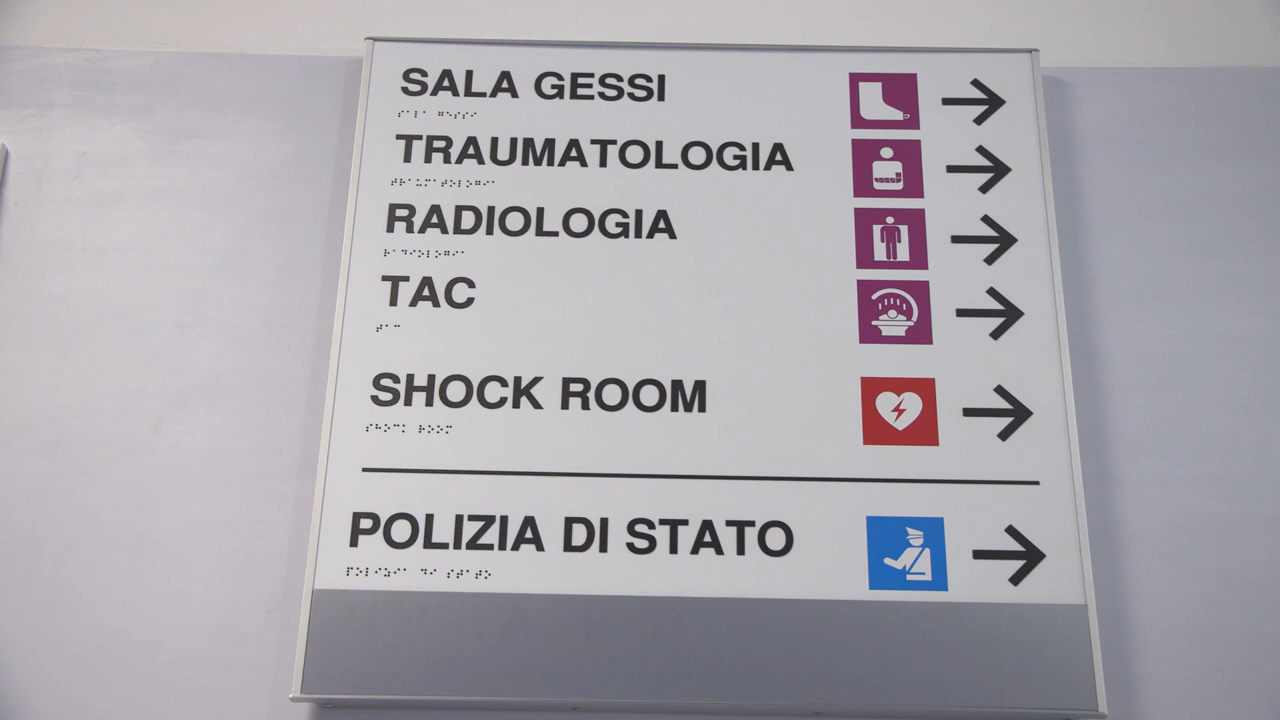 SALA GESSI
TRAUMATOLOGIA
RADIOLOGIA
TAC
SHOCK ROOM
POLIZIA DI STATO